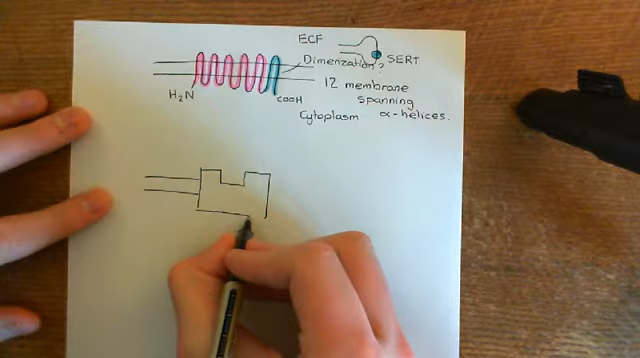 ECF
SERT
Dimerization?
12 membrane
H₂N
COOH
spanning
Cytoplasm
α-helices.